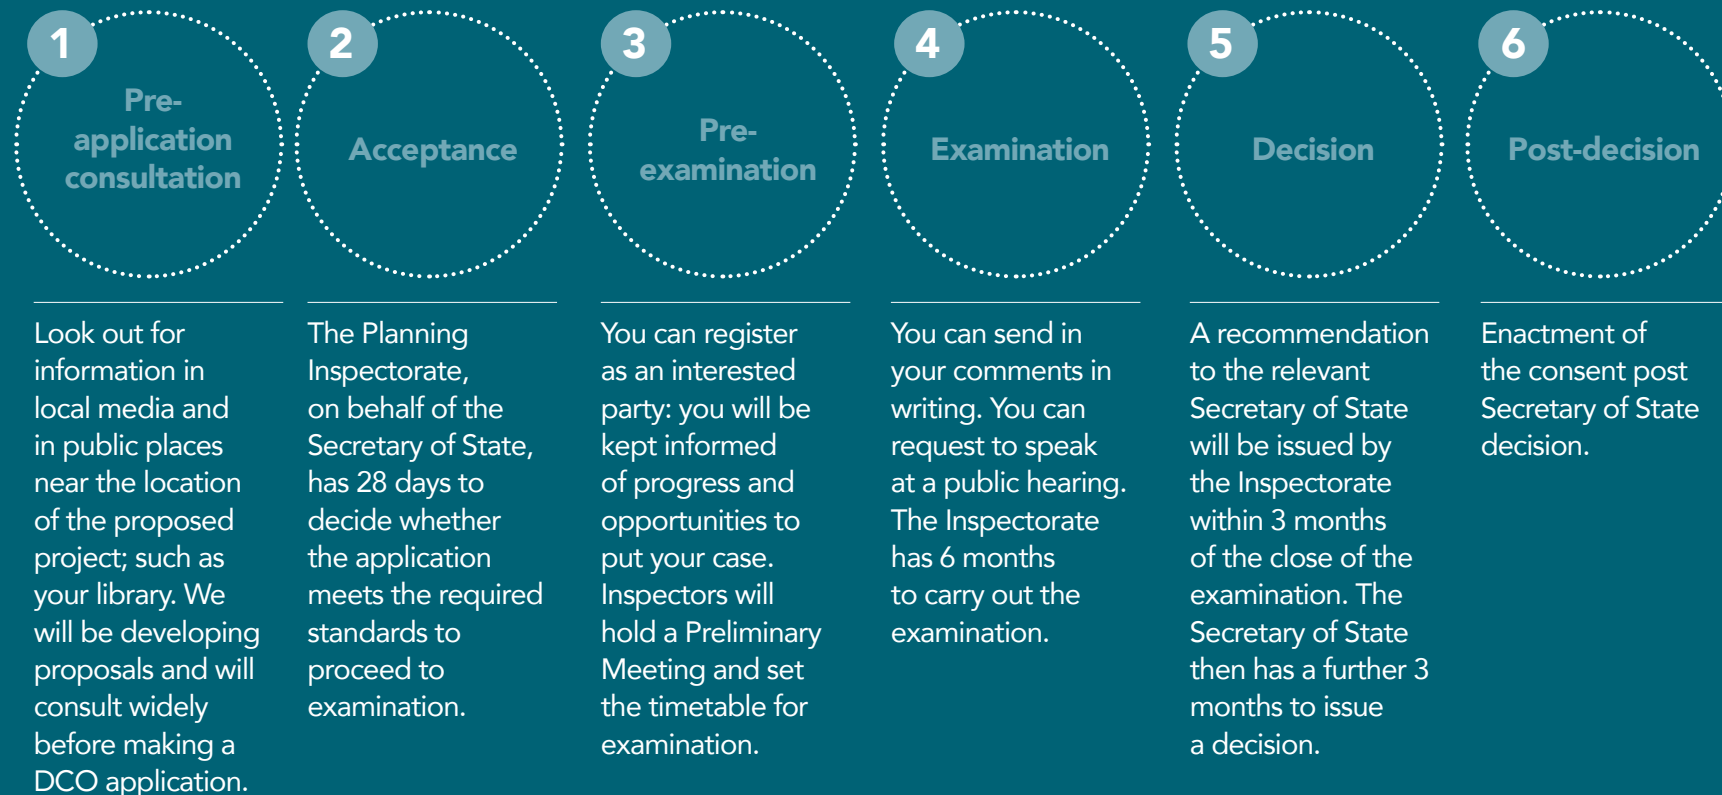 1
Pre-
application
consultation
Look out for
information in
local media and
in public places
near the location
of the proposed
project; such as
your library. We
will be developing
proposals and will
consult widely
before making a
DCO application.
2
Acceptance
The Planning
Inspectorate,
on behalf of the
Secretary of State,
has 28 days to
decide whether
the application
meets the required
standards to
proceed to
examination.
3
Pre-
examination
You can register
as an interested
party: you will be
kept informed
of progress and
opportunities to
put your case.
Inspectors will
hold a Preliminary
Meeting and set
the timetable for
examination.
4
Examination
You can send in
your comments in
writing. You can
request to speak
at a public hearing.
The Inspectorate
has 6 months
to carry out the
examination.
5
Decision
A recommendation
to the relevant
Secretary of State
will be issued by
the Inspectorate
within 3 months
of the close of the
examination. The
Secretary of State
then has a further 3
months to issue
a decision.
6
Post-decision
Enactment of
the consent post
Secretary of State
decision.